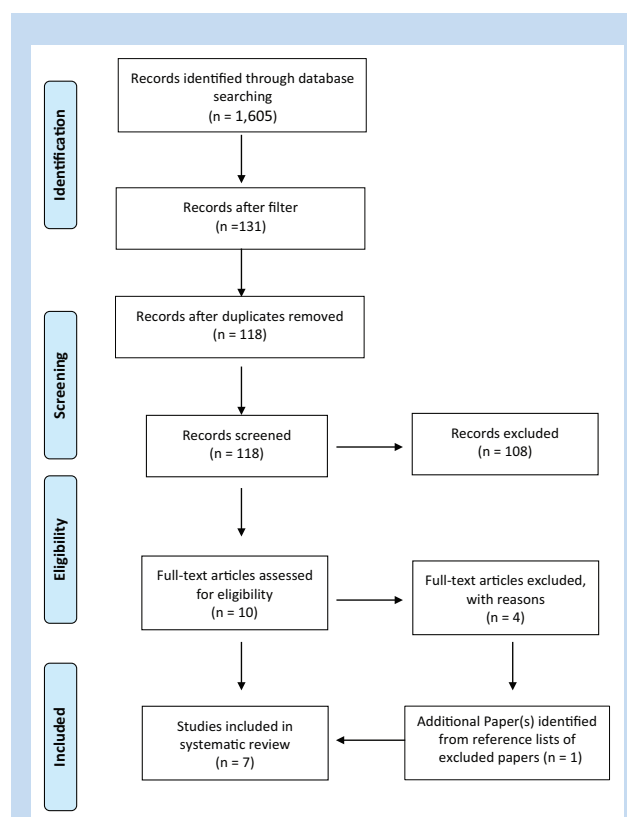 Identification
Records identified through database
searching
(n = 1,605)
Records after filter
(n =131)
Records after duplicates removed
(n = 118)
Screening
Records screened
(n = 118)
Records excluded
(n = 108)
Eligibility
Full-text articles assessed
for eligibility
(n = 10)
Full-text articles excluded,
with reasons
(n = 4)
Included
Studies included in
systematic review
(n = 7)
Additional Paper(s) identified
from reference lists of
excluded papers (n = 1)